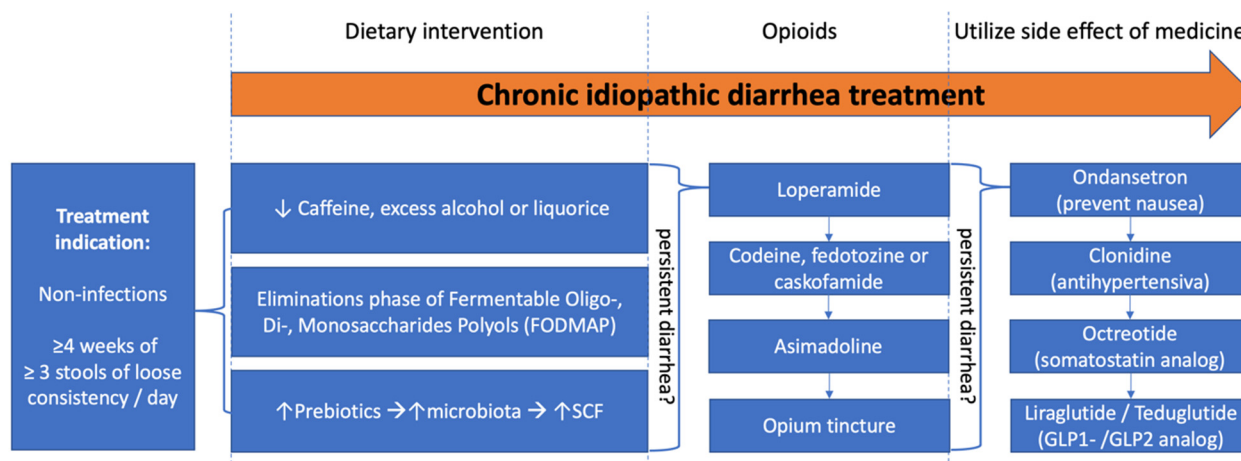 Dietary intervention
Opioids
Utilize side effect of medicine
Chronic idiopathic diarrhea treatment
Treatment
indication:
Non-infections
≥4 weeks of
≥ 3 stools of loose
consistency / day
↓ Caffeine, excess alcohol or liquorice
Eliminations phase of Fermentable Oligo-,
Di-, Monosaccharides Polyols (FODMAP)
↑Prebiotics →↑microbiota → ↑SCF
persistent diarrhea?
Loperamide
Codeine, fedotozine or
caskofamide
Asimadoline
Opium tincture
persistent diarrhea?
Ondansetron
(prevent nausea)
Clonidine
(antihypertensiva)
Octreotide
(somatostatin analog)
Liraglutide / Teduglutide
(GLP1- /GLP2 analog)